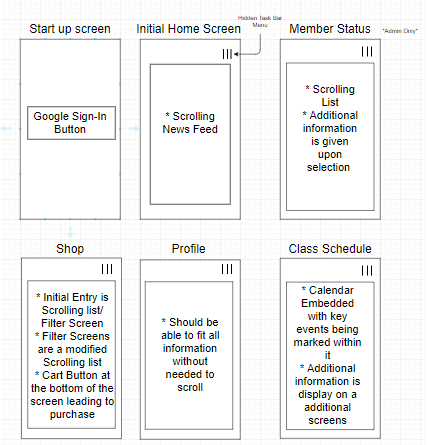 Start up screen
Google Sign-In
Button
Initial Home Screen
Hidden Task Bar
Menu
* Scrolling
News Feed
Member Status
"Admin Only"
* Scrolling
List
* Additional
information
is given
upon
selection
Shop
* Initial Entry is
Scrolling list/
Filter Screen
* Filter Screens
are a modified
Scrolling list
* Cart Button at
the bottom of the
screen leading to
purchase
Profile
* Should be
able to fit all
information
without
needed to
scroll
Class Schedule
* Calendar
Embedded
with key
events being
marked within
it
* Additional
information is
display on a
additional
screens